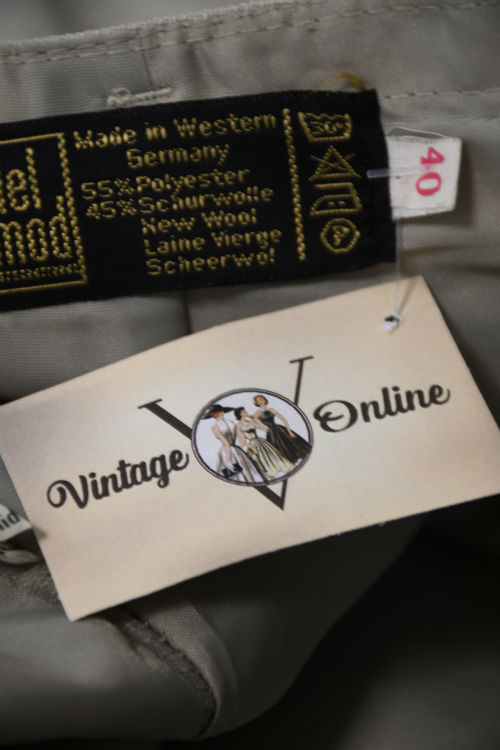 Made in Western
Germany
55% Polyester
45% Schurwolle
New Wool
Laine Vierge
Scheerwol
40
Vintage V Online